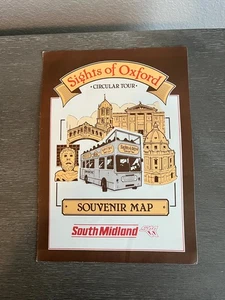 Sights of Oxford
• CIRCULAR TOUR •
SOUVENIR MAP
South Midland